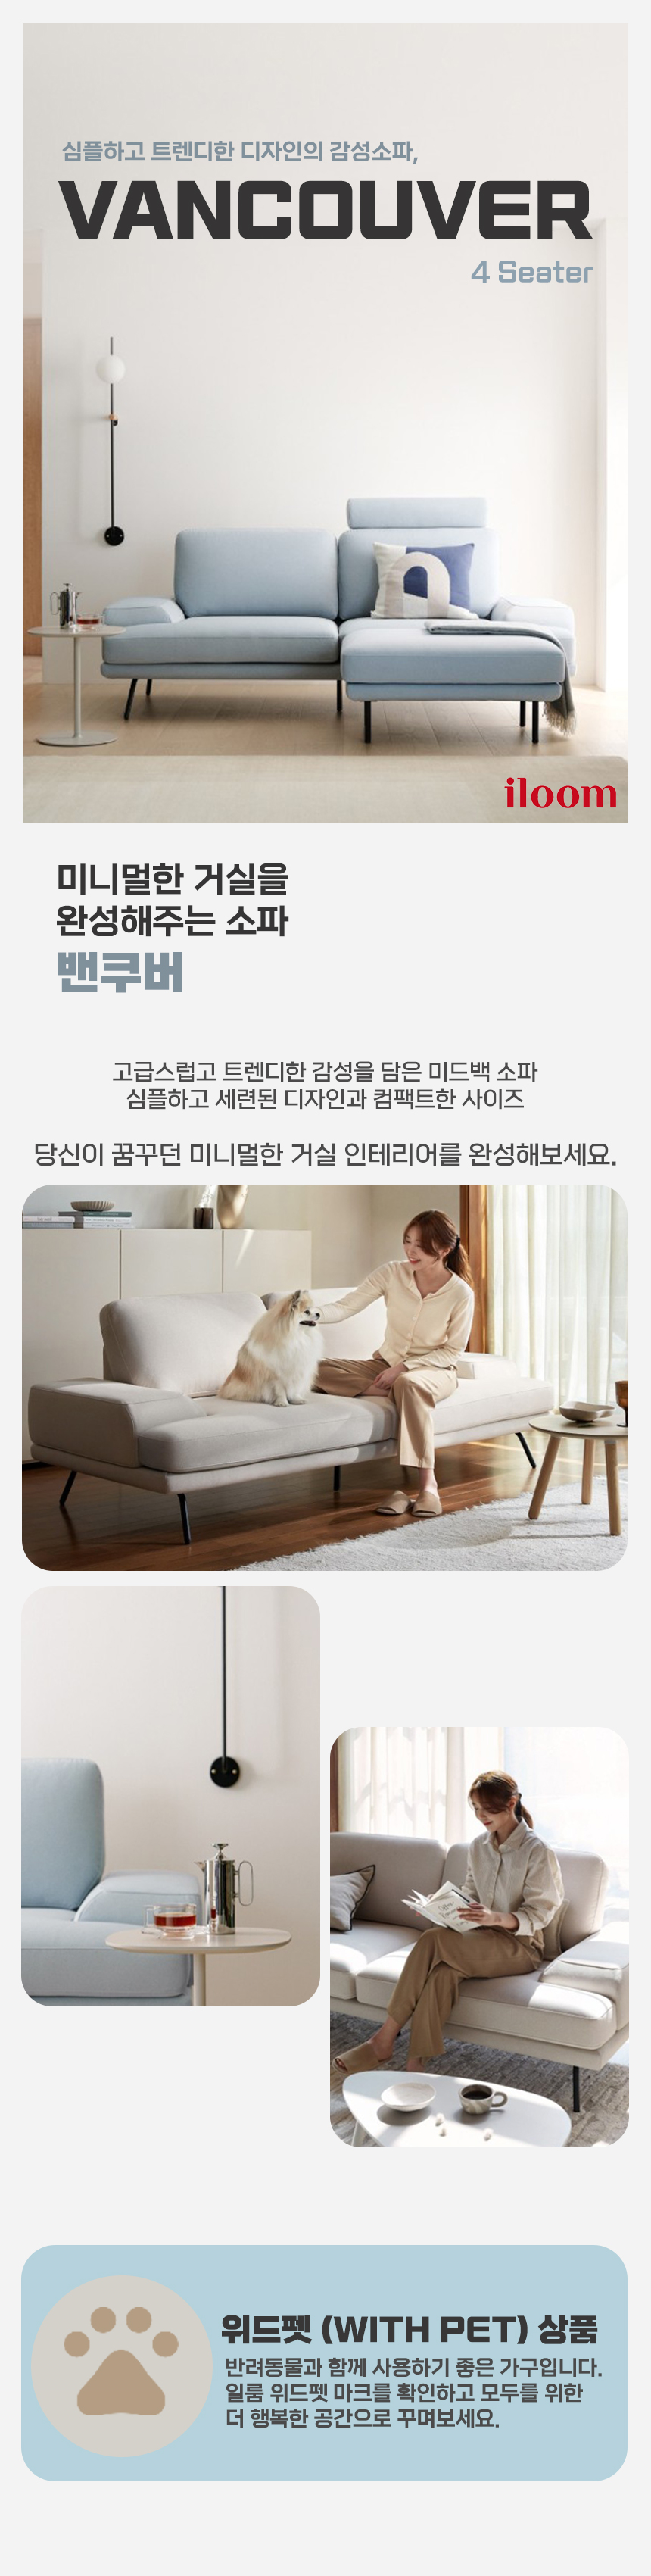 심플하고 트렌디한 디자인의 감성소파,
VANCOUVER
4 Seater
iloom
미니멀한 거실을
완성해주는 소파
밴쿠버
고급스럽고 트렌디한 감성을 담은 미드백 소파
심플하고 세련된 디자인과 컴팩트한 사이즈
당신이 꿈꾸던 미니멀한 거실 인테리어를 완성해보세요.
위드펫 (WITH PET) 상품
반려동물과 함께 사용하기 좋은 가구입니다.
일룸 위드펫 마크를 확인하고 모두를 위한
더 행복한 공간으로 꾸며보세요.